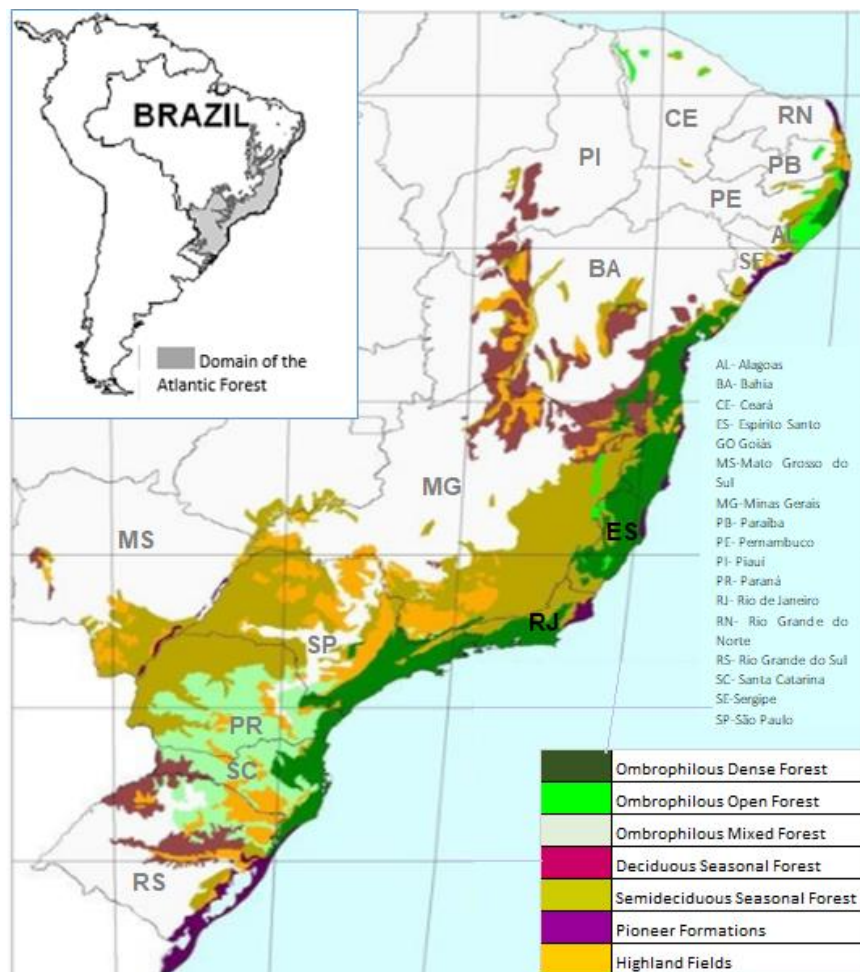 BRAZIL
Domain of the
Atlantic Forest
CE
RN
PI
PB
PE
AL
SE
BA
MG
ES
MS
RJ
SP
PR
SC
RS
AL- Alagoas
BA- Bahia
CE- Ceará
ES- Espírito Santo
GO Goiás
MS-Mato Grosso do
Sul
MG-Minas Gerais
PB- Paraíba
PE- Pernambuco
PI- Piauí
PR- Paraná
RJ- Rio de Janeiro
RN- Rio Grande do
Norte
RS- Rio Grande do Sul
SC- Santa Catarina
SE-Sergipe
SP-São Paulo
Ombrophilous Dense Forest
Ombrophilous Open Forest
Ombrophilous Mixed Forest
Deciduous Seasonal Forest
Semideciduous Seasonal Forest
Pioneer Formations
Highland Fields